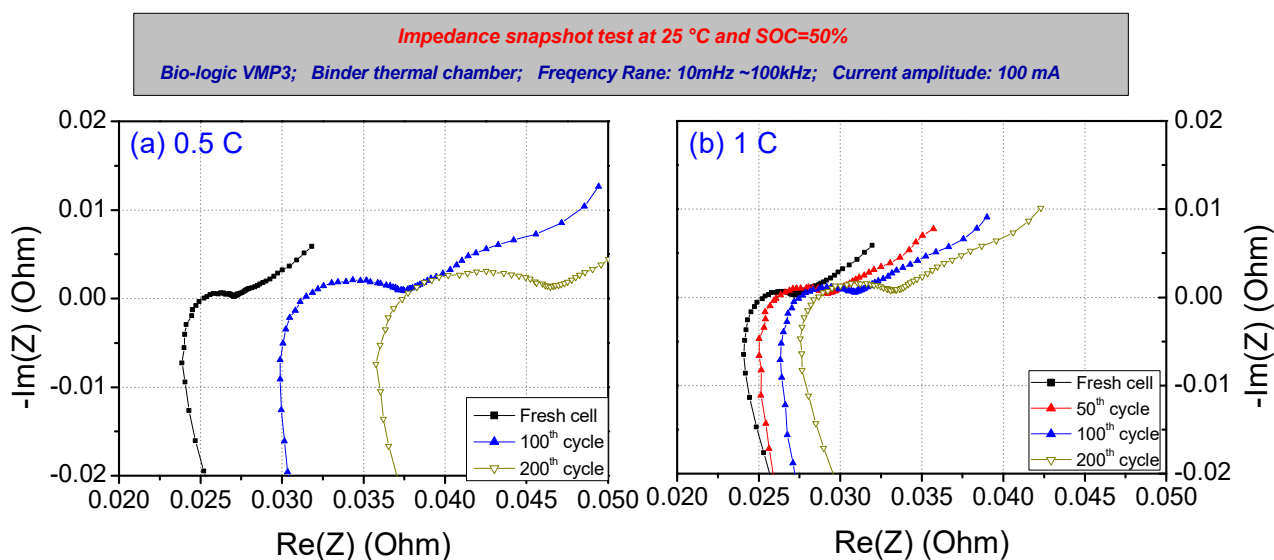 Impedance snapshot test at 25 °C and SOC=50%
Bio-logic VMP3; Binder thermal chamber; Freqency Rane: 10mHz ~100kHz; Current amplitude: 100 mA
(a) 0.5 C
0.02
0.01
0.00
-0.01
-0.02
-Im(Z) (Ohm)
Fresh cell
100th cycle
200th cycle
0.020 0.025 0.030 0.035 0.040 0.045 0.050
Re(Z) (Ohm)
(b) 1 C
0.02
0.01
0.00
-0.01
-0.02
-Im(Z) (Ohm)
Fresh cell
50th cycle
100th cycle
200th cycle
0.020 0.025 0.030 0.035 0.040 0.045 0.050
Re(Z) (Ohm)